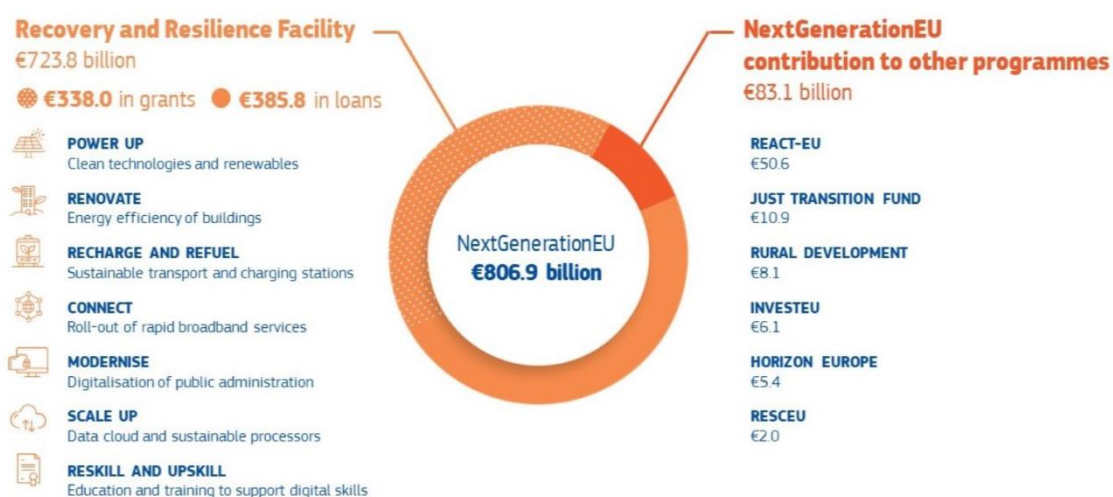 Recovery and Resilience Facility
€723.8 billion
€338.0 in grants €385.8 in loans
POWER UP
Clean technologies and renewables
RENOVATE
Energy efficiency of buildings
RECHARGE AND REFUEL
Sustainable transport and charging stations
CONNECT
Roll-out of rapid broadband services
MODERNISE
Digitalisation of public administration
SCALE UP
Data cloud and sustainable processors
RESKILL AND UPSKILL
Education and training to support digital skills
NextGenerationEU
€806.9 billion
NextGenerationEU
contribution to other programmes
€83.1 billion
REACT-EU
€50.6
JUST TRANSITION FUND
€10.9
RURAL DEVELOPMENT
€8.1
INVESTEU
€6.1
HORIZON EUROPE
€5.4
RESCEU
€2.0